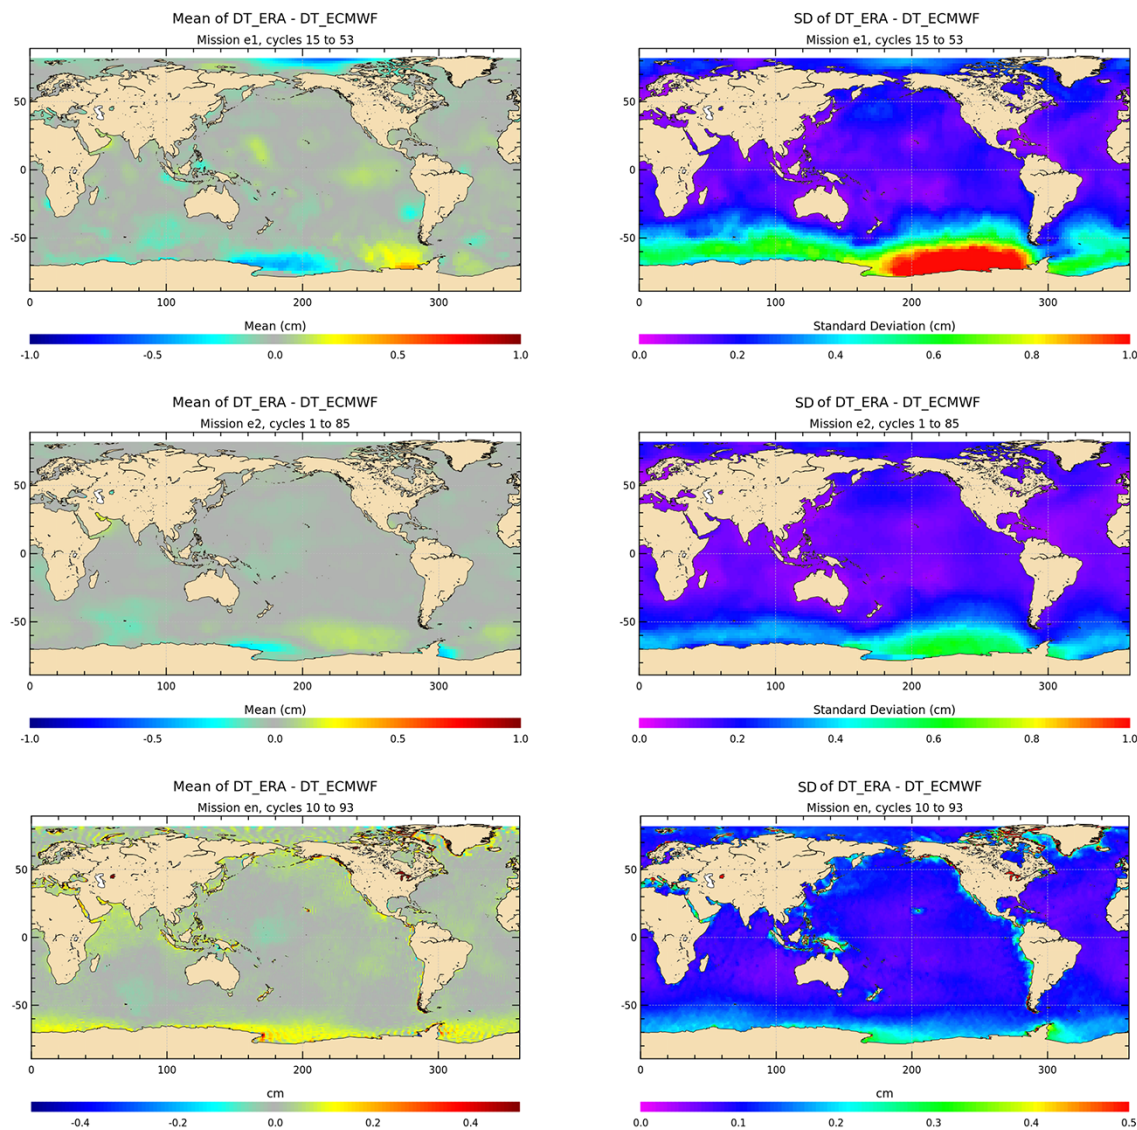 Mean of DT_ERA - DT_ECMWF
Mission e1, cycles 15 to 53
50
0
-50
0 100 200 300
Mean (cm)
-1.0 -0.5 0.0 0.5 1.0
SD of DT_ERA - DT_ECMWF
Mission e1, cycles 15 to 53
50
0
-50
0 100 200 300
Standard Deviation (cm)
0.0 0.2 0.4 0.6 0.8 1.0
Mean of DT_ERA - DT_ECMWF
Mission e2, cycles 1 to 85
50
0
-50
0 100 200 300
Mean (cm)
-1.0 -0.5 0.0 0.5 1.0
SD of DT_ERA - DT_ECMWF
Mission e2, cycles 1 to 85
50
0
-50
0 100 200 300
Standard Deviation (cm)
0.0 0.2 0.4 0.6 0.8 1.0
Mean of DT_ERA - DT_ECMWF
Mission en, cycles 10 to 93
50
0
-50
0 100 200 300
cm
-0.4 -0.2 0.0 0.2 0.4
SD of DT_ERA - DT_ECMWF
Mission en, cycles 10 to 93
50
0
-50
0 100 200 300
cm
0.0 0.1 0.2 0.3 0.4 0.5